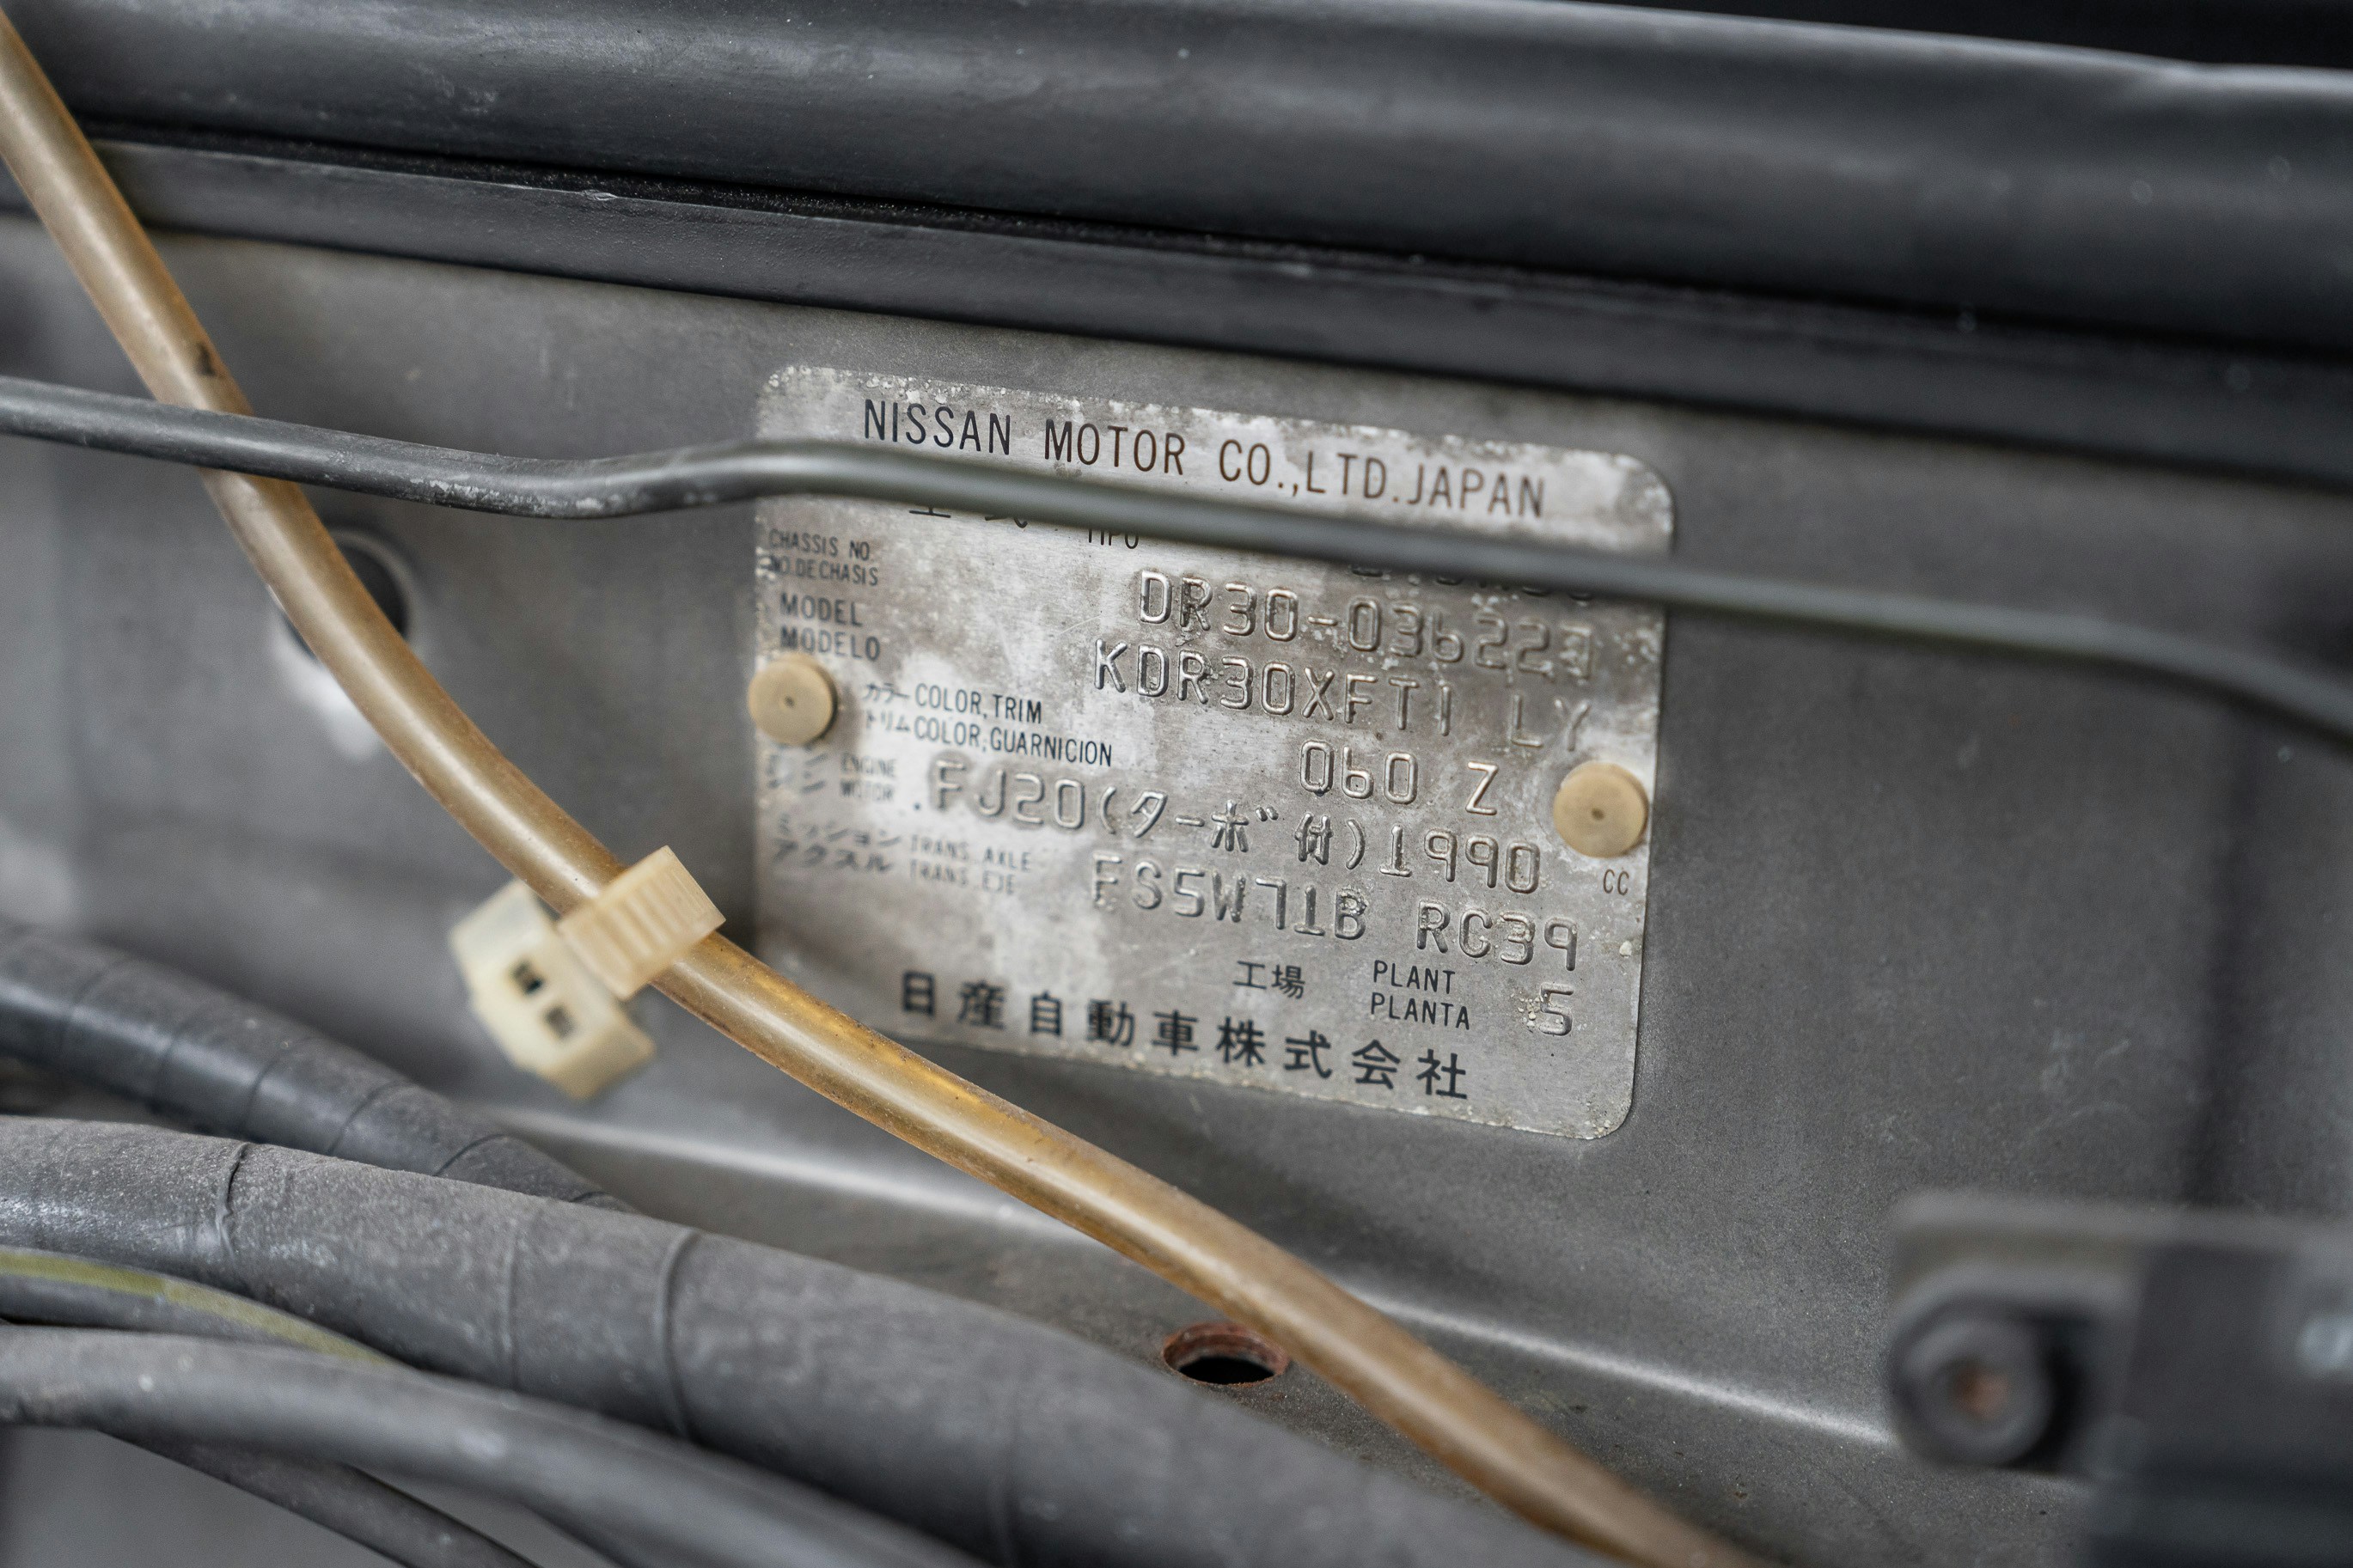 NISSAN MOTOR CO.,LTD.JAPAN
型式
CHASSIS NO. DR30-036223
NO.DE CHASIS
MODEL KDR30XFT1 LY
MODELO
カラー COLOR,TRIM 060 Z
トリム COLOR,GUARNICION
ENGINE FJ20(ターボ付)1990 CC
MOTOR
ミッション TRANS. AXLE FS5W71B RC39
アクスル TRANS. EJE
工場 PLANT 5
PLANTA
日産自動車株式会社